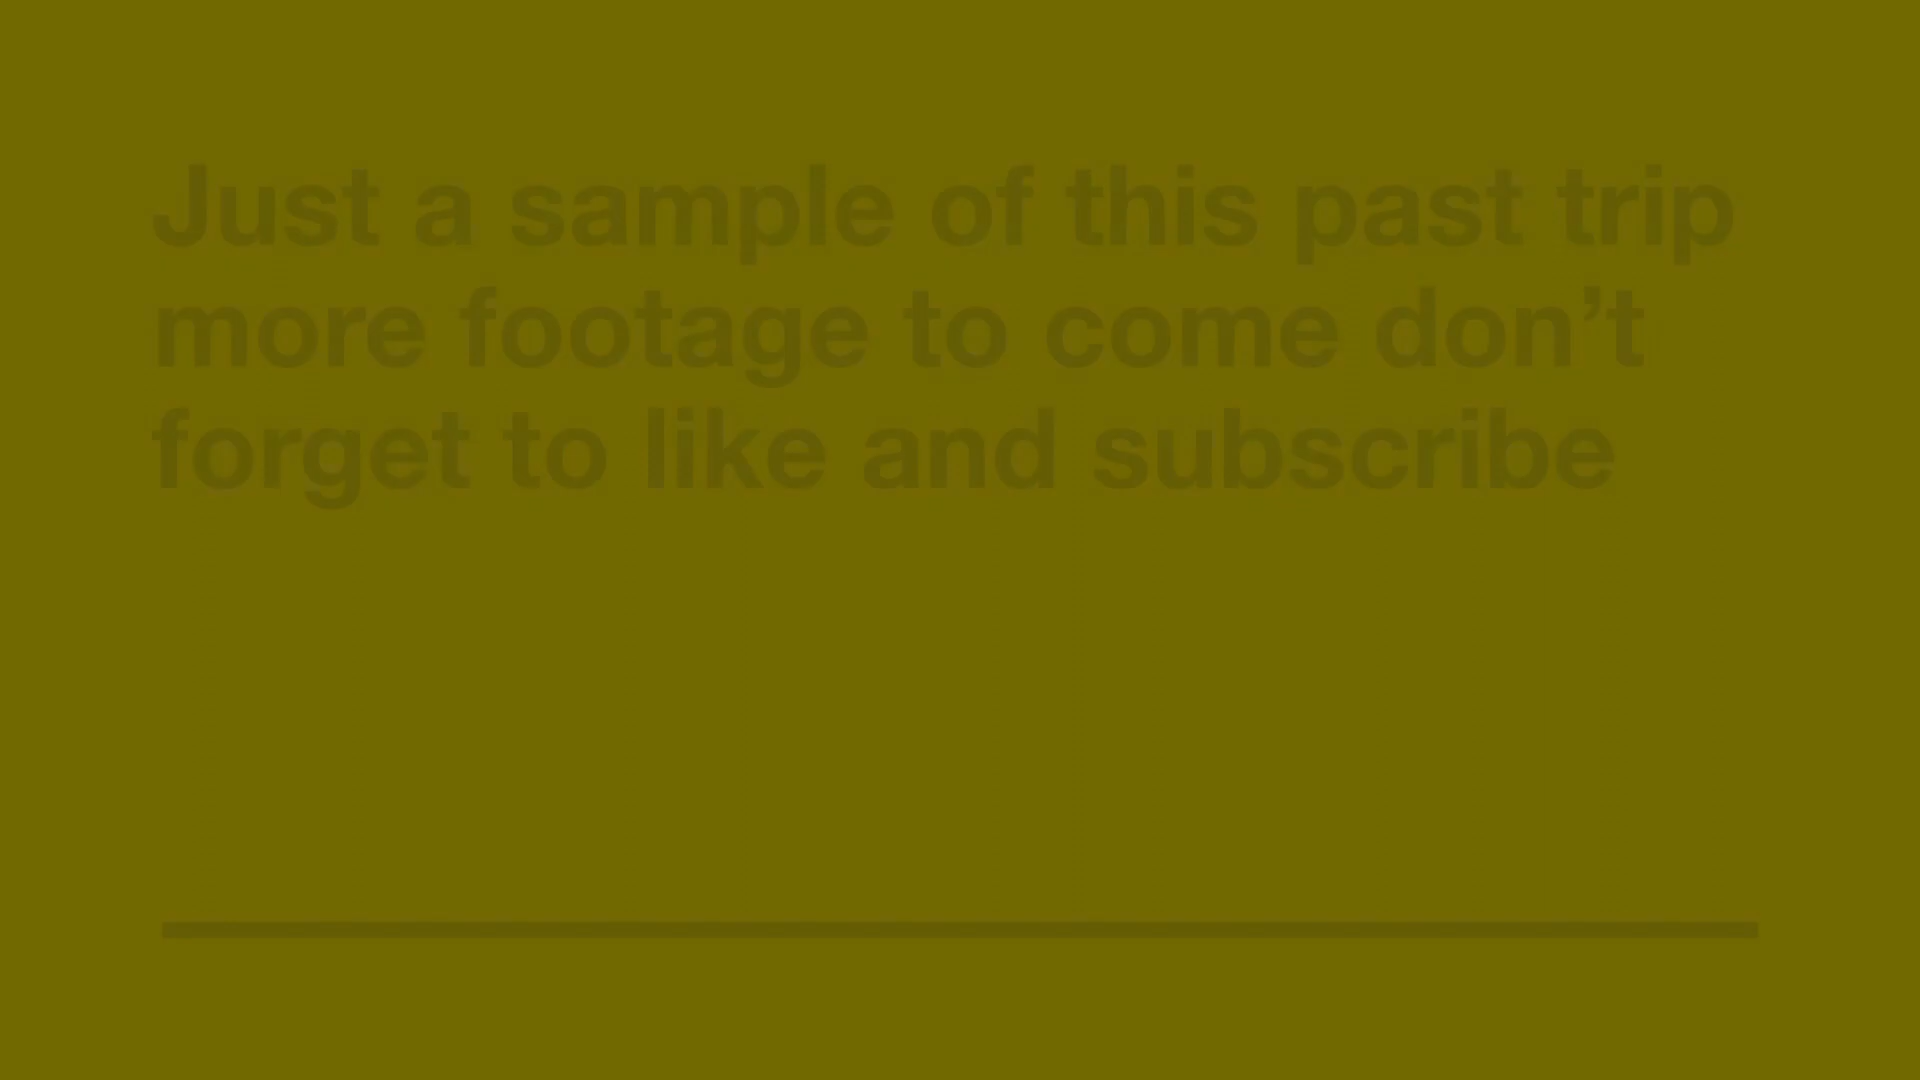 Just a sample of this past trip
more footage to come don’t
forget to like and subscribe